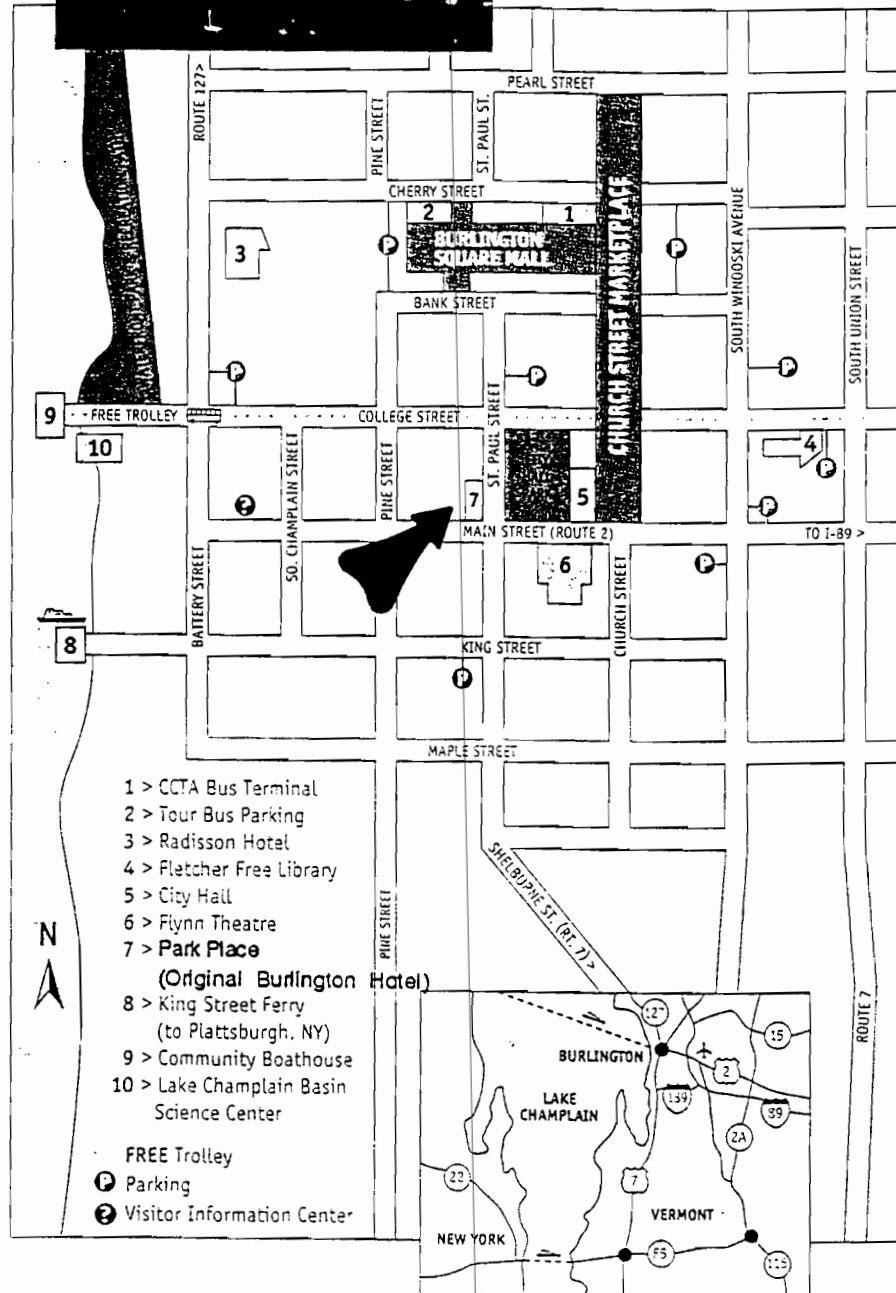 PEARL STREET
ROUTE 127>
PINE STREET
ST. PAUL ST.
CHERRY STREET
2
1
BURLINGTON
SQUARE MALL
3
P
P
CHURCH STREET MARKETPLACE
SOUTH WINOOSKI AVENUE
SOUTH UNION STREET
BANK STREET
P
P
P
9
FREE TROLLEY
COLLEGE STREET
10
SO. CHAMPLAIN STREET
PINE STREET
ST. PAUL STREET
4
P
?
7
5
P
MAIN STREET (ROUTE 2)
TO I-89 >
6
P
BATTERY STREET
CHURCH STREET
8
KING STREET
P
MAPLE STREET
1 > CCTA Bus Terminal
2 > Tour Bus Parking
3 > Radisson Hotel
4 > Fletcher Free Library
5 > City Hall
6 > Flynn Theatre
7 > Park Place
(Original Burlington Hotel)
8 > King Street Ferry
(to Plattsburgh, NY)
9 > Community Boathouse
10 > Lake Champlain Basin
Science Center
FREE Trolley
P Parking
? Visitor Information Center
N
PINE STREET
SHELBURNE ST. (RT. 7) >
ROUTE 7
127
15
BURLINGTON
2
LAKE
CHAMPLAIN
189
89
2A
22
7
VERMONT
NEW YORK
F5
116